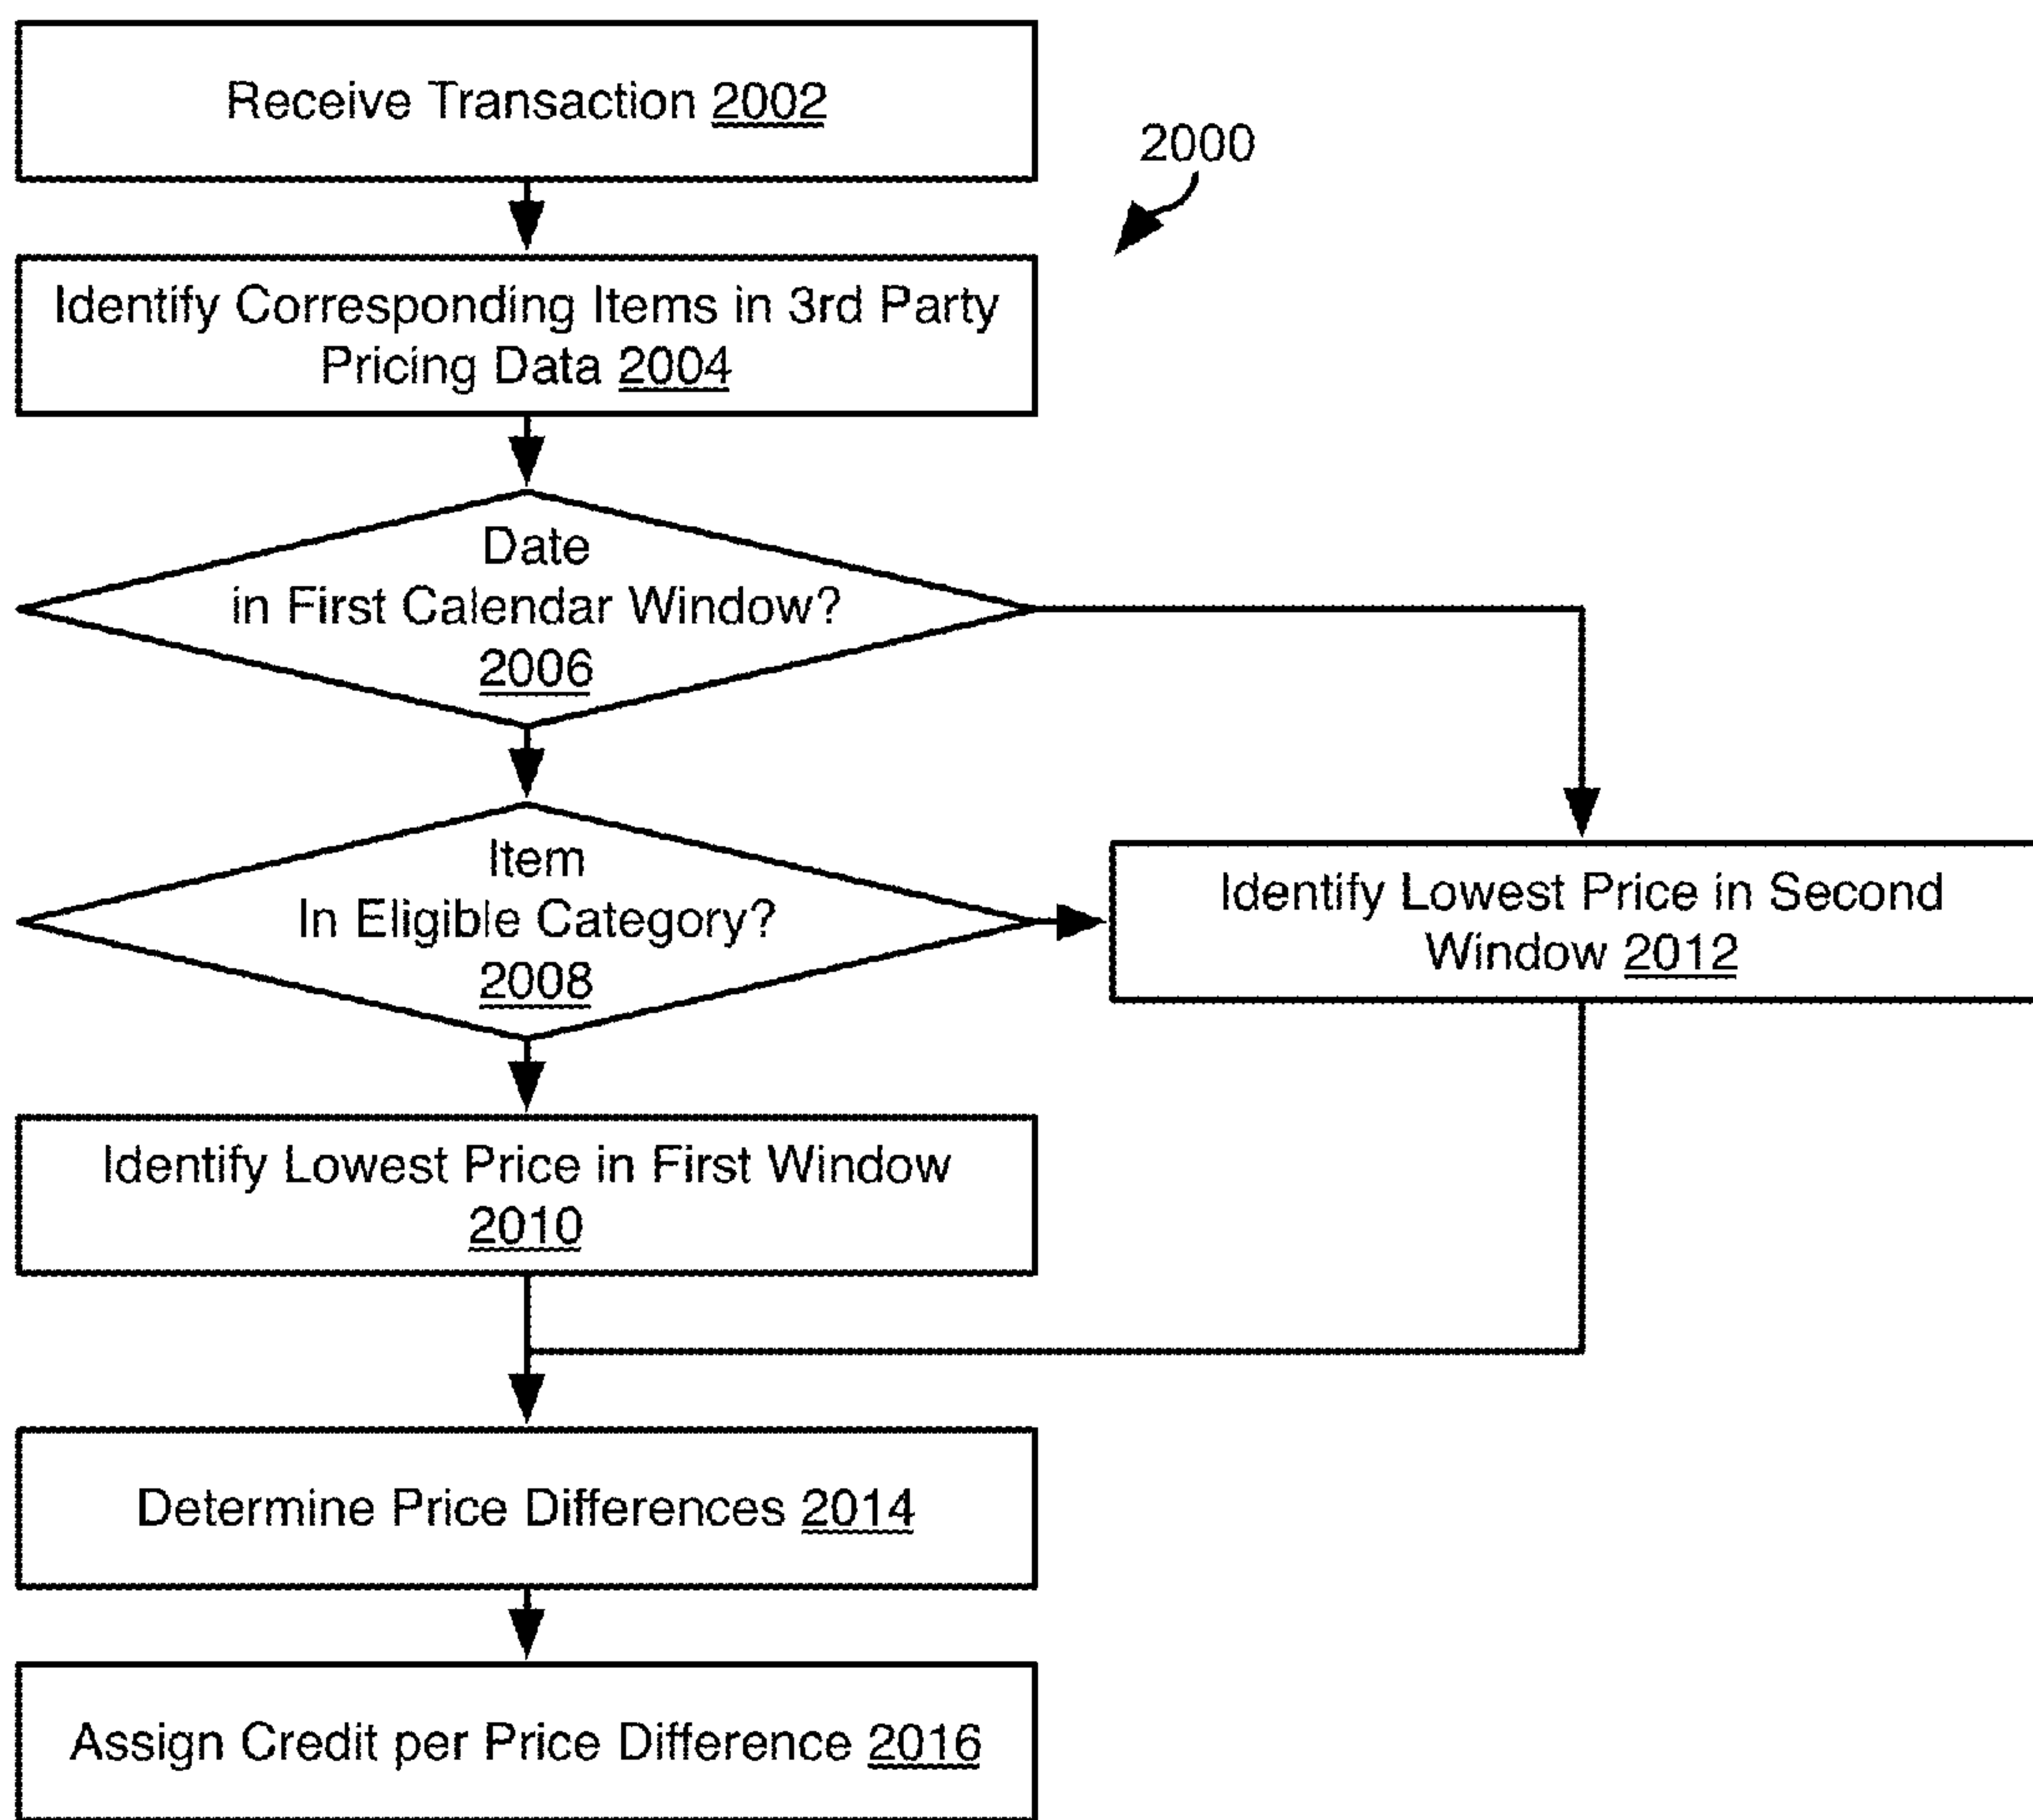 Receive Transaction 2002
2000
Identify Corresponding Items in 3rd Party
Pricing Data 2004
Date
in First Calendar Window?
2006
Item
In Eligible Category?
2008
Identify Lowest Price in Second
Window 2012
Identify Lowest Price in First Window
2010
Determine Price Differences 2014
Assign Credit per Price Difference 2016